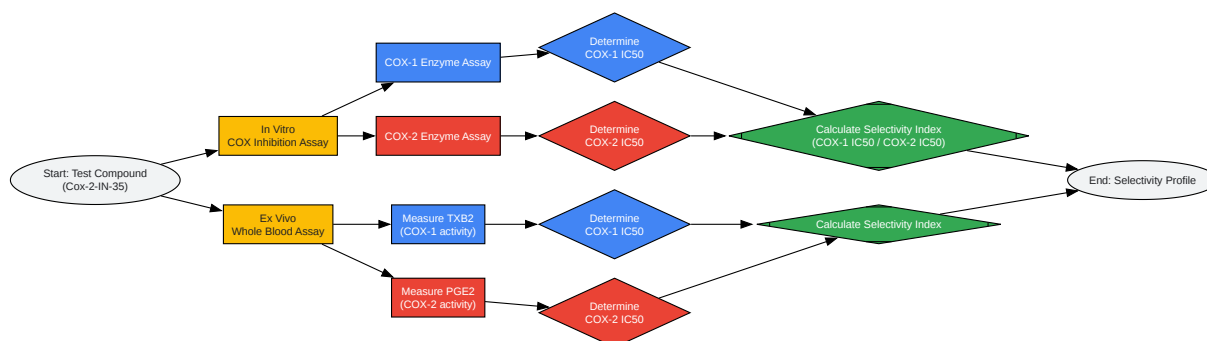 Start: Test Compound
(Cox-2-IN-35)
In Vitro
COX Inhibition Assay
COX-1 Enzyme Assay
Determine
COX-1 IC50
COX-2 Enzyme Assay
Determine
COX-2 IC50
Calculate Selectivity Index
(COX-1 IC50 / COX-2 IC50)
Ex Vivo
Whole Blood Assay
Measure TXB2
(COX-1 activity)
Determine
COX-1 IC50
Measure PGE2
(COX-2 activity)
Determine
COX-2 IC50
Calculate Selectivity Index
End: Selectivity Profile